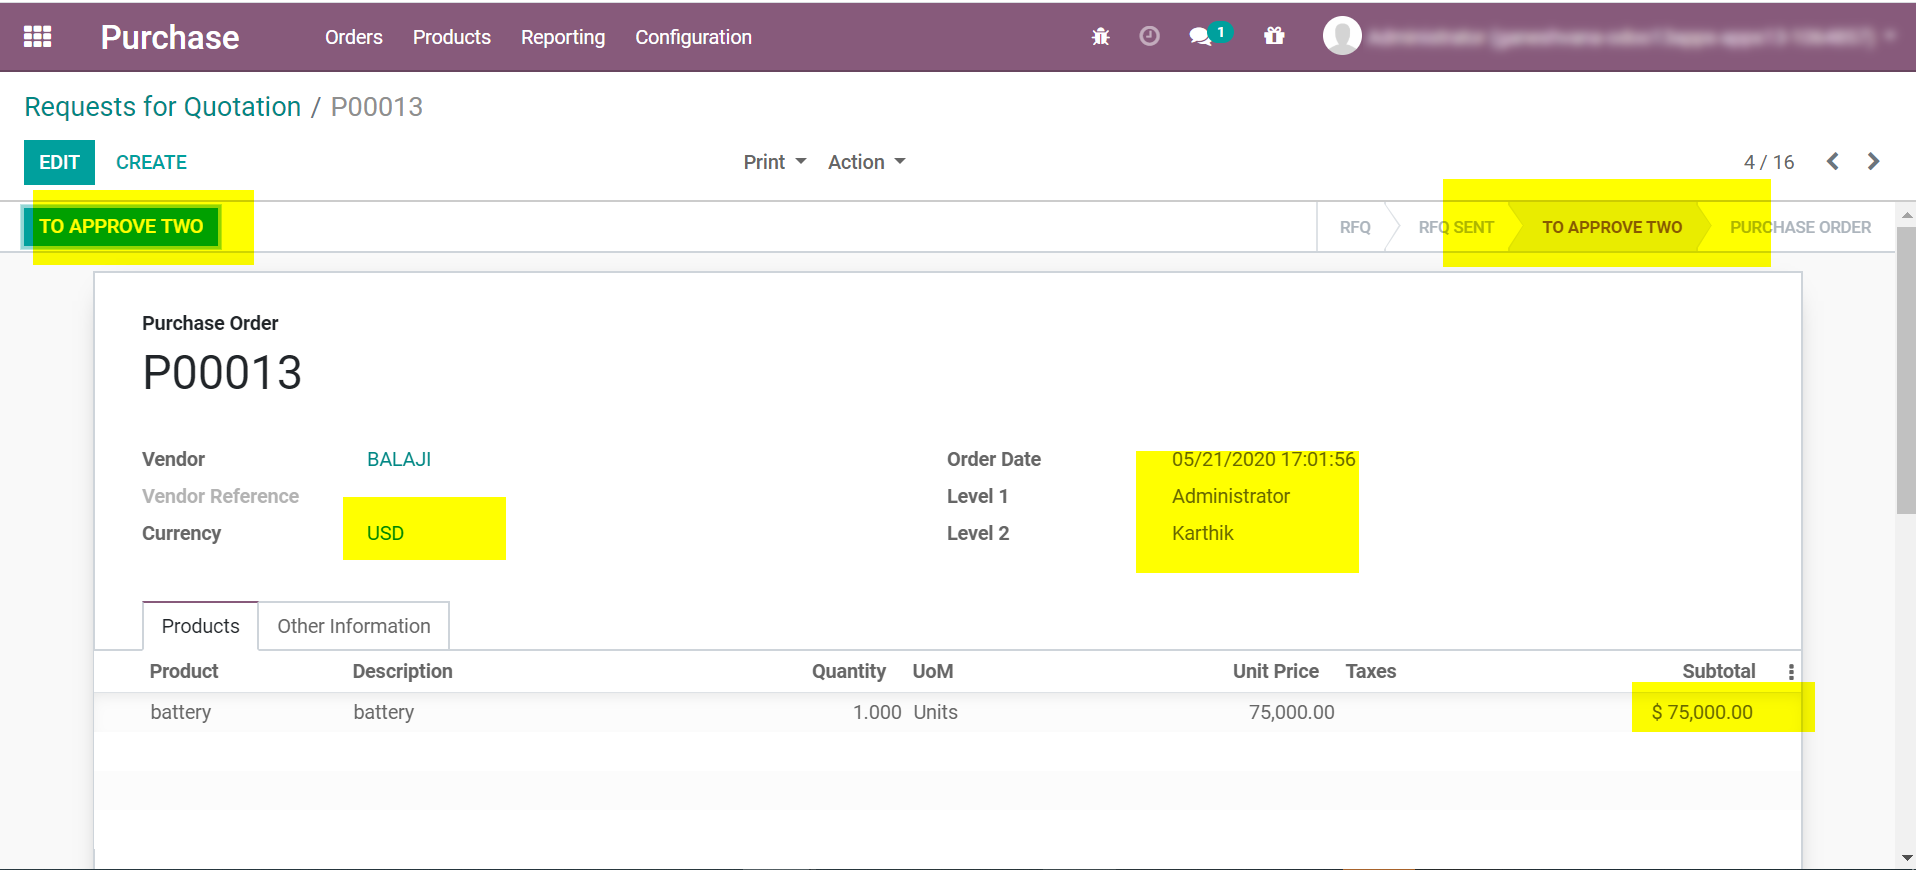 Purchase Orders Products Reporting Configuration 1
Requests for Quotation / P00013
EDIT CREATE Print Action 4 / 16
TO APPROVE TWO RFQ RFQ SENT TO APPROVE TWO PURCHASE ORDER
Purchase Order
P00013
Vendor BALAJI Order Date 05/21/2020 17:01:56
Vendor Reference Level 1 Administrator
Currency USD Level 2 Karthik
Products Other Information
Product Description Quantity UoM Unit Price Taxes Subtotal
battery battery 1.000 Units 75,000.00 $ 75,000.00